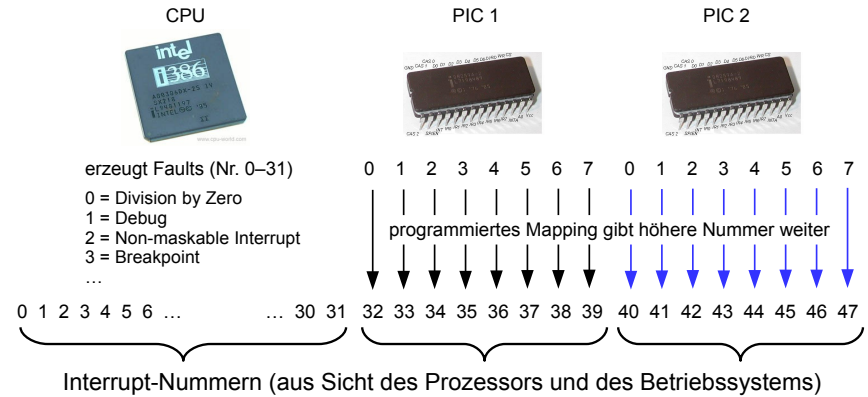 CPU
PIC 1
PIC 2
intel
i386
INTEL
erzeugt Faults (Nr. 0–31)
0 = Division by Zero
1 = Debug
2 = Non-maskable Interrupt
3 = Breakpoint
…
0 1 2 3 4 5 6 7
0 1 2 3 4 5 6 7
programmiertes Mapping gibt höhere Nummer weiter
0 1 2 3 4 5 6 … … 30 31
32 33 34 35 36 37 38 39
40 41 42 43 44 45 46 47
Interrupt-Nummern (aus Sicht des Prozessors und des Betriebssystems)